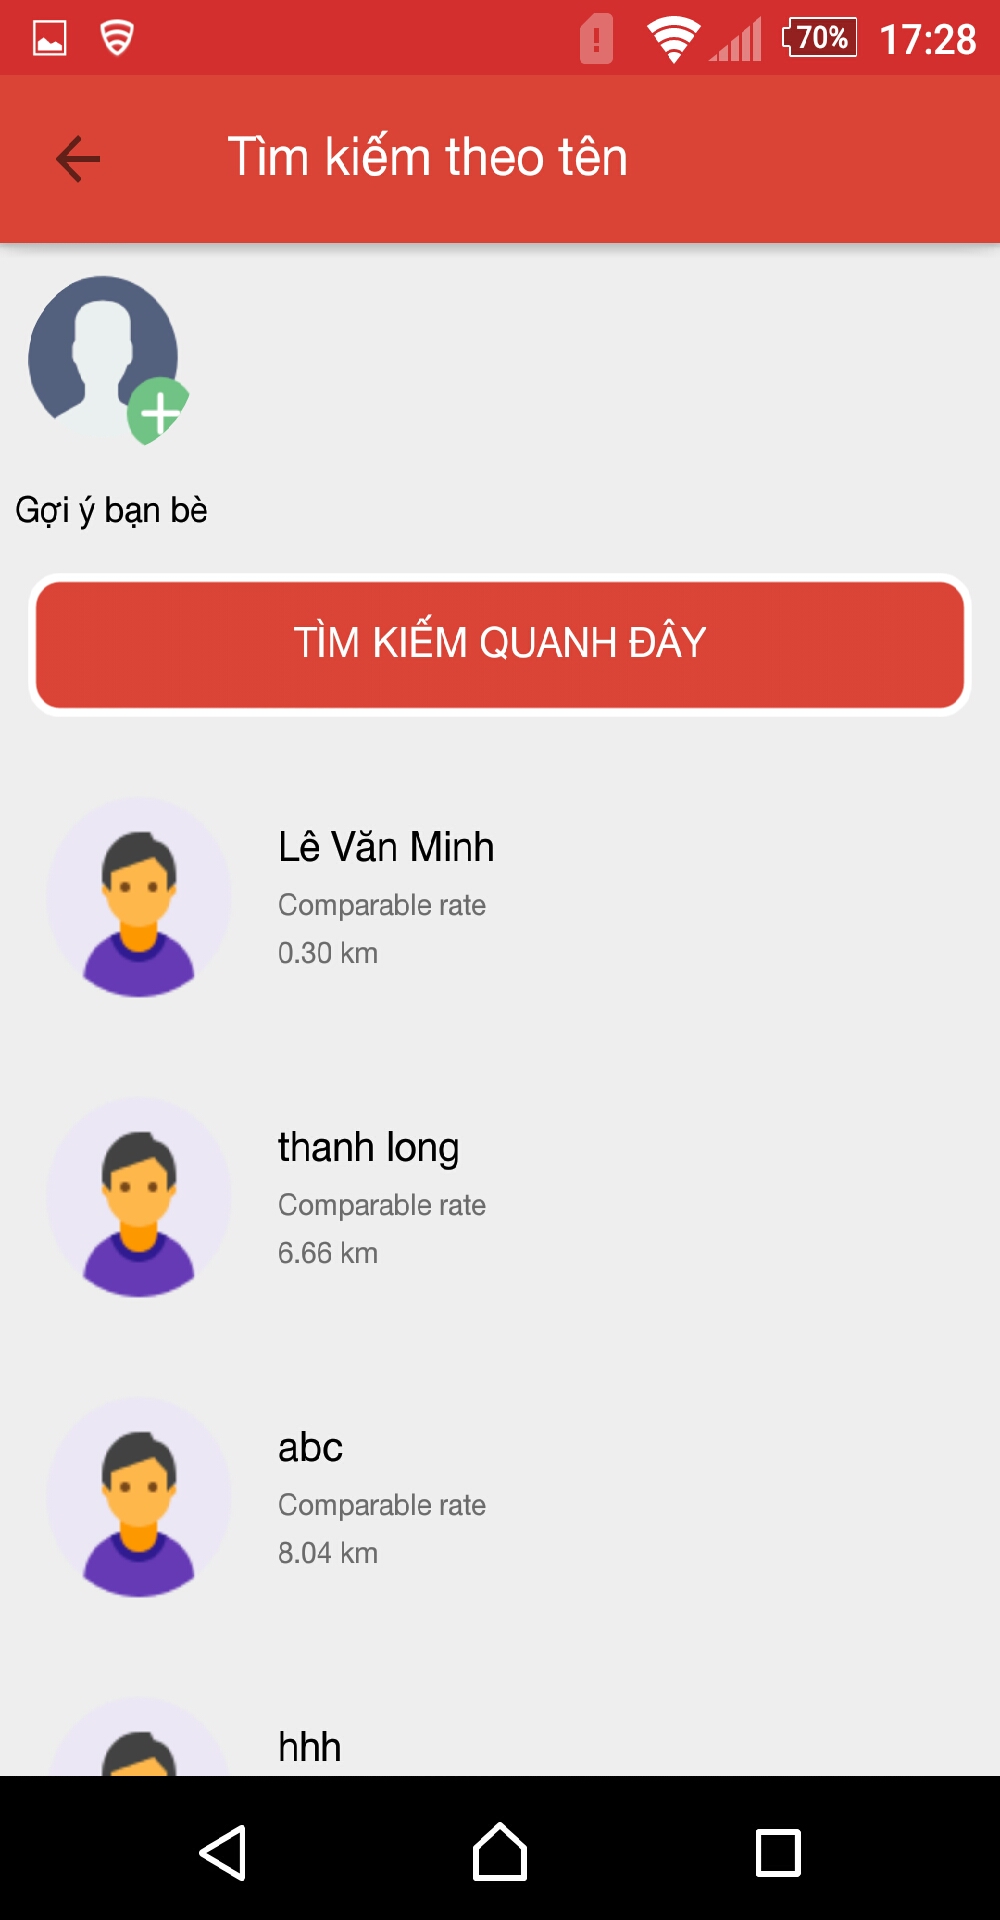 70% 17:28
Tìm kiếm theo tên
Gợi ý bạn bè
TÌM KIẾM QUANH ĐÂY
Lê Văn Minh
Comparable rate
0.30 km
thanh long
Comparable rate
6.66 km
abc
Comparable rate
8.04 km
hhh